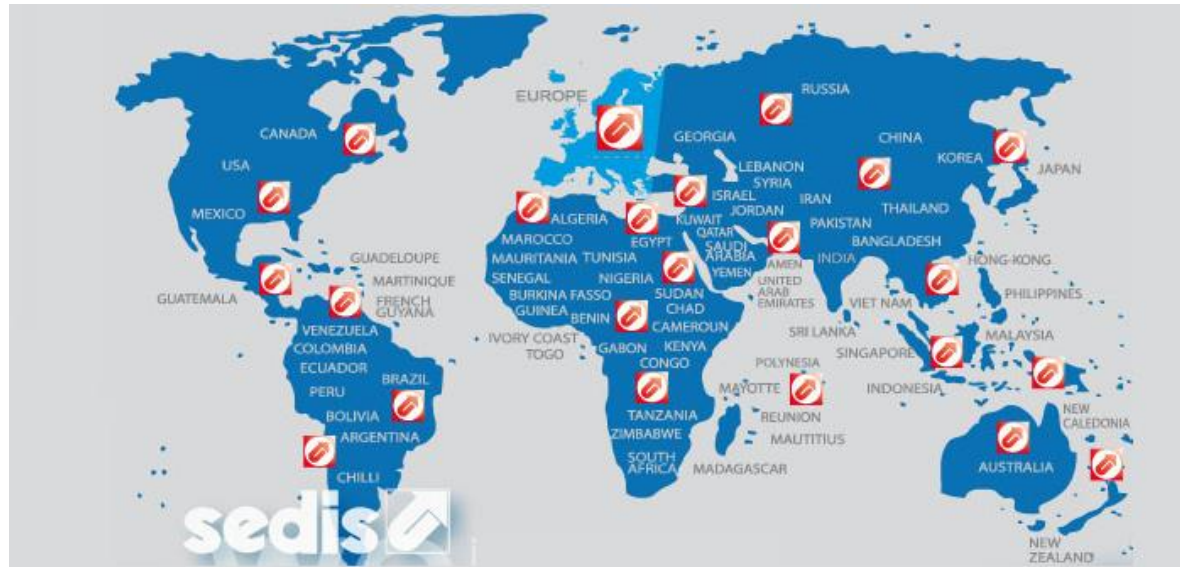 EUROPE
RUSSIA
CANADA
GEORGIA
CHINA
USA
LEBANON
KOREA
JAPAN
SYRIA
ISRAEL
IRAN
MEXICO
ALGERIA
KUWAIT
JORDAN
THAILAND
PAKISTAN
MAROCCO
EGYPT
QATAR
BANGLADESH
SAUDI
ARABIA
GUADELOUPE
MAURITANIA
TUNISIA
INDIA
HONG-KONG
AMEN
YEMEN
MARTINIQUE
SENEGAL
NIGERIA
UNITED
ARAB
EMIRATES
GUATEMALA
FRENCH
GUYANA
BURKINA FASSO
SUDAN
PHILIPPINES
GUINEA
BENIN
CHAD
VIET NAM
VENEZUELA
CAMEROUN
SRI LANKA
MALAYSIA
COLOMBIA
IVORY COAST
TOGO
GABON
KENYA
SINGAPORE
ECUADOR
CONGO
POLYNESIA
PERU
BRAZIL
MAYOTTE
INDONESIA
BOLIVIA
TANZANIA
REUNION
NEW
CALEDONIA
ARGENTINA
ZIMBABWE
MAUTITIUS
SOUTH
AFRICA
MADAGASCAR
AUSTRALIA
CHILLI
sedis
NEW
ZEALAND